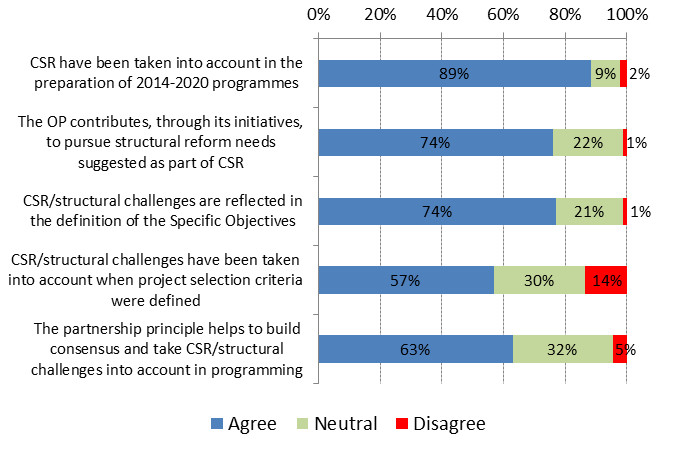 0% 20% 40% 60% 80% 100%
CSR have been taken into account in the
preparation of 2014-2020 programmes
89% 9% 2%
The OP contributes, through its initiatives,
to pursue structural reform needs
suggested as part of CSR
74% 22% 1%
CSR/structural challenges are reflected in
the definition of the Specific Objectives
74% 21% 1%
CSR/structural challenges have been taken
into account when project selection criteria
were defined
57% 30% 14%
The partnership principle helps to build
consensus and take CSR/structural
challenges into account in programming
63% 32% 5%
Agree Neutral Disagree